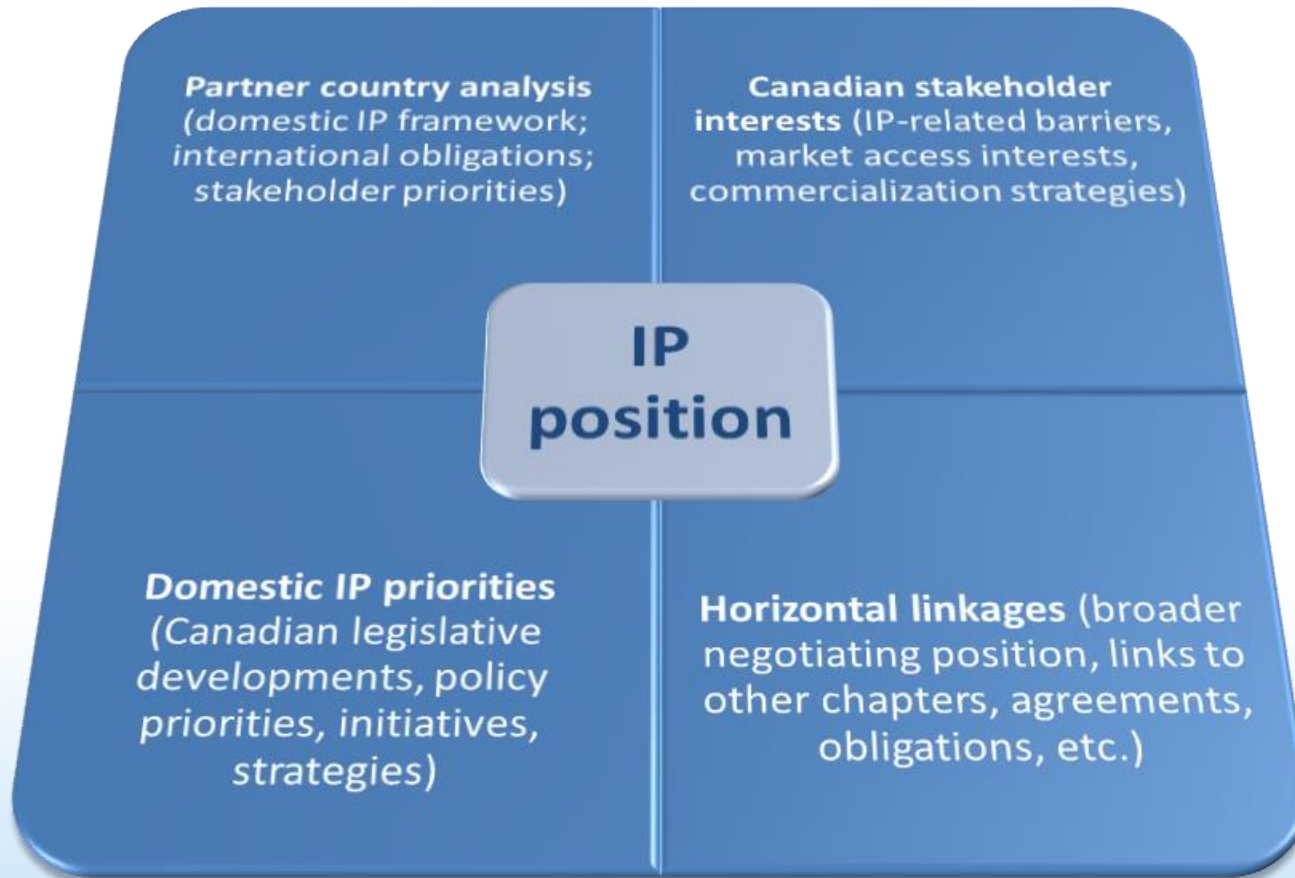 Partner country analysis
(domestic IP framework;
international obligations;
stakeholder priorities)
Canadian stakeholder
interests (IP-related barriers,
market access interests,
commercialization strategies)
IP
position
Domestic IP priorities
(Canadian legislative
developments, policy
priorities, initiatives,
strategies)
Horizontal linkages (broader
negotiating position, links to
other chapters, agreements,
obligations, etc.)